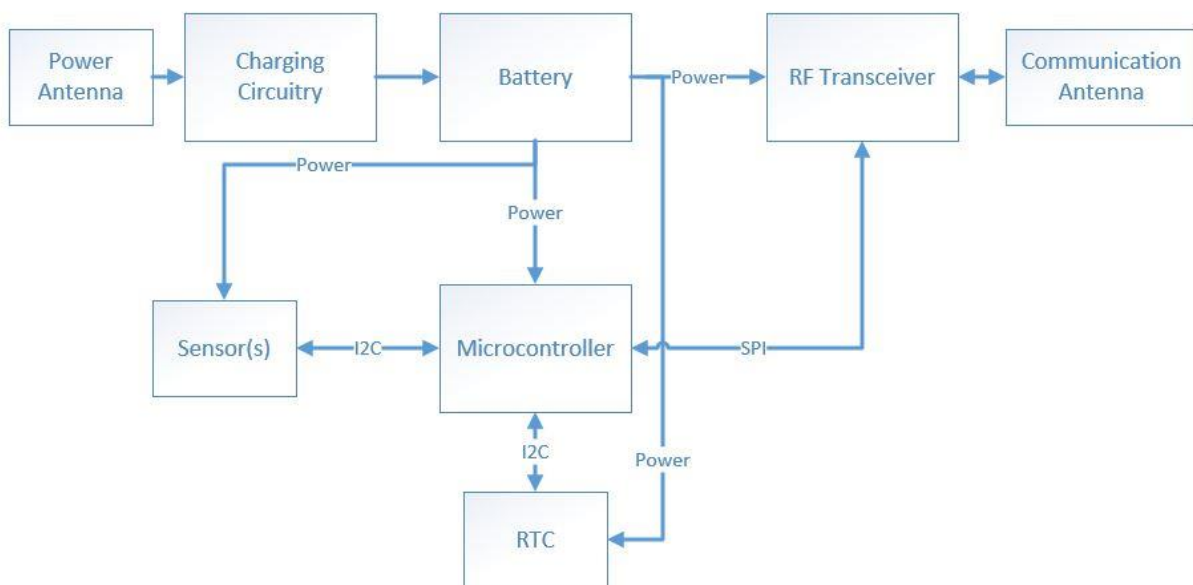 Power
Antenna
Charging
Circuitry
Battery
Power
RF Transceiver
Communication
Antenna
Power
Power
Sensor(s)
I2C
Microcontroller
SPI
I2C
Power
RTC